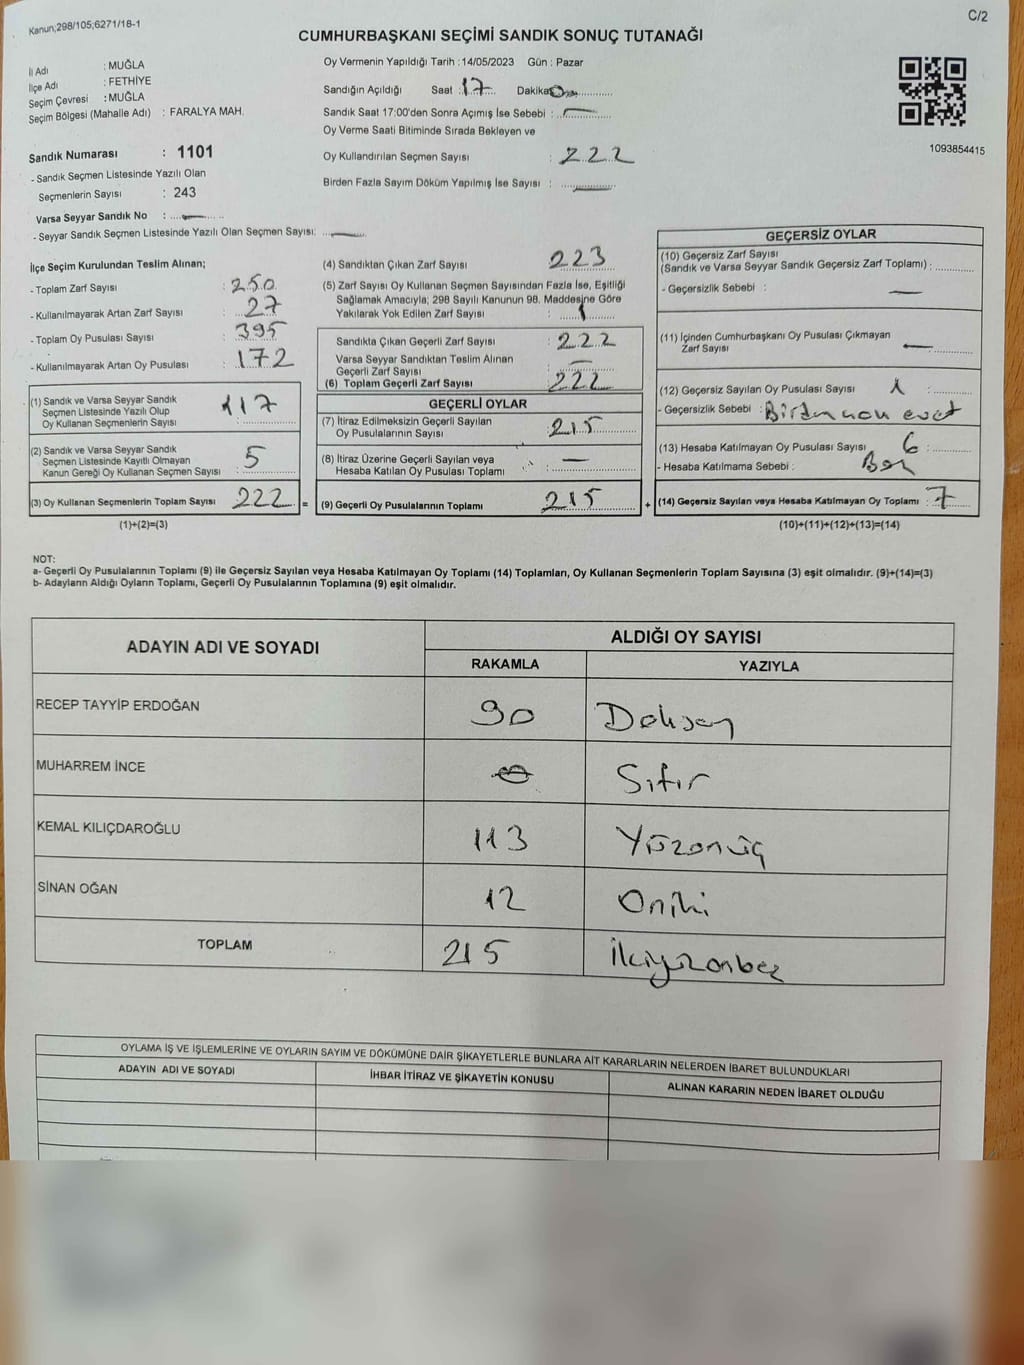 Kanun;298/105;6271/18-1
C/2
CUMHURBAŞKANI SEÇİMİ SANDIK SONUÇ TUTANAĞI
İl Adı : MUĞLA
İlçe Adı : FETHİYE
Seçim Çevresi : MUĞLA
Seçim Bölgesi (Mahalle Adı) : FARALYA MAH.
Sandık Numarası : 1101
- Sandık Seçmen Listesinde Yazılı Olan
Seçmenlerin Sayısı : 243
Varsa Seyyar Sandık No :
- Seyyar Sandık Seçmen Listesinde Yazılı Olan Seçmen Sayısı:
Oy Vermenin Yapıldığı Tarih : 14/05/2023 Gün : Pazar
Sandığın Açıldığı Saat : 17 Dakika
Sandık Saat 17:00'den Sonra Açımış İse Sebebi :
Oy Verme Saati Bitiminde Sırada Bekleyen ve
Oy Kullandırılan Seçmen Sayısı : 222
Birden Fazla Sayım Döküm Yapılmış İse Sayısı :
1093854415
İlçe Seçim Kurulundan Teslim Alınan;
- Toplam Zarf Sayısı : 250
- Kullanılmayarak Artan Zarf Sayısı : 27
- Toplam Oy Pusulası Sayısı : 395
- Kullanılmayarak Artan Oy Pusulası : 172
(1) Sandık ve Varsa Seyyar Sandık
Seçmen Listesinde Yazılı Olup
Oy Kullanan Seçmenlerin Sayısı : 117
(2) Sandık ve Varsa Seyyar Sandık
Seçmen Listesinde Kayıtlı Olmayan
Kanun Gereği Oy Kullanan Seçmen Sayısı : 5
(3) Oy Kullanan Seçmenlerin Toplam Sayısı 222 =
(1)+(2)=(3)
(4) Sandıktan Çıkan Zarf Sayısı 223
(5) Zarf Sayısı Oy Kullanan Seçmen Sayısından Fazla İse, Eşitliği
Sağlamak Amacıyla; 298 Sayılı Kanunun 98. Maddesine Göre
Yakılarak Yok Edilen Zarf Sayısı : 1
Sandıkta Çıkan Geçerli Zarf Sayısı : 222
Varsa Seyyar Sandıktan Teslim Alınan
Geçerli Zarf Sayısı :
(6) Toplam Geçerli Zarf Sayısı 222
GEÇERLİ OYLAR
(7) İtiraz Edilmeksizin Geçerli Sayılan
Oy Pusulalarının Sayısı : 215
(8) İtiraz Üzerine Geçerli Sayılan veya
Hesaba Katılan Oy Pusulası Toplamı :
(9) Geçerli Oy Pusulalarının Toplamı 215 +
GEÇERSİZ OYLAR
(10) Geçersiz Zarf Sayısı
(Sandık ve Varsa Seyyar Sandık Geçersiz Zarf Toplamı) :
- Geçersizlik Sebebi :
(11) İçinden Cumhurbaşkanı Oy Pusulası Çıkmayan
Zarf Sayısı
(12) Geçersiz Sayılan Oy Pusulası Sayısı 1 :
- Geçersizlik Sebebi : evet
(13) Hesaba Katılmayan Oy Pusulası Sayısı 6 :
- Hesaba Katılmama Sebebi :
(14) Geçersiz Sayılan veya Hesaba Katılmayan Oy Toplamı : 7
(10)+(11)+(12)+(13)=(14)
NOT:
a- Geçerli Oy Pusulalarının Toplamı (9) ile Geçersiz Sayılan veya Hesaba Katılmayan Oy Toplamı (14) Toplamları, Oy Kullanan Seçmenlerin Toplam Sayısına (3) eşit olmalıdır. (9)+(14)=(3)
b- Adayların Aldığı Oyların Toplamı, Geçerli Oy Pusulalarının Toplamına (9) eşit olmalıdır.
ADAYIN ADI VE SOYADI
ALDIĞI OY SAYISI
RAKAMLA YAZIYLA
RECEP TAYYİP ERDOĞAN 90 Doksan
MUHARREM İNCE 0 Sıfır
KEMAL KILIÇDAROĞLU 113 Yüzonüç
SİNAN OĞAN 12 Oniki
TOPLAM 215 İkiyüzonbeş
OYLAMA İŞ VE İŞLEMLERİNE VE OYLARIN SAYIM VE DÖKÜMÜNE DAİR ŞİKAYETLERLE BUNLARA AİT KARARLARIN NELERDEN İBARET BULUNDUKLARI
ADAYIN ADI VE SOYADI İHBAR İTİRAZ VE ŞİKAYETİN KONUSU ALINAN KARARIN NEDEN İBARET OLDUĞU